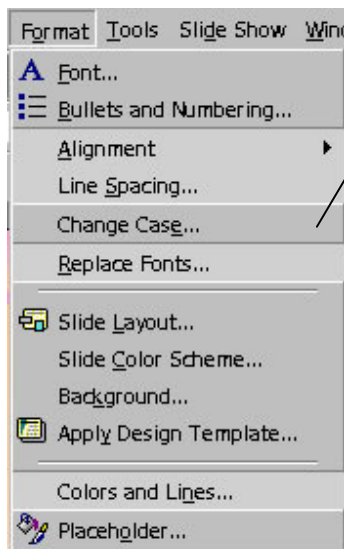 Format Tools Slide Show
Font...
Bullets and Numbering...
Alignment
Line Spacing...
Change Case...
Replace Fonts...
Slide Layout...
Slide Color Scheme...
Background...
Apply Design Template...
Colors and Lines...
Placeholder...